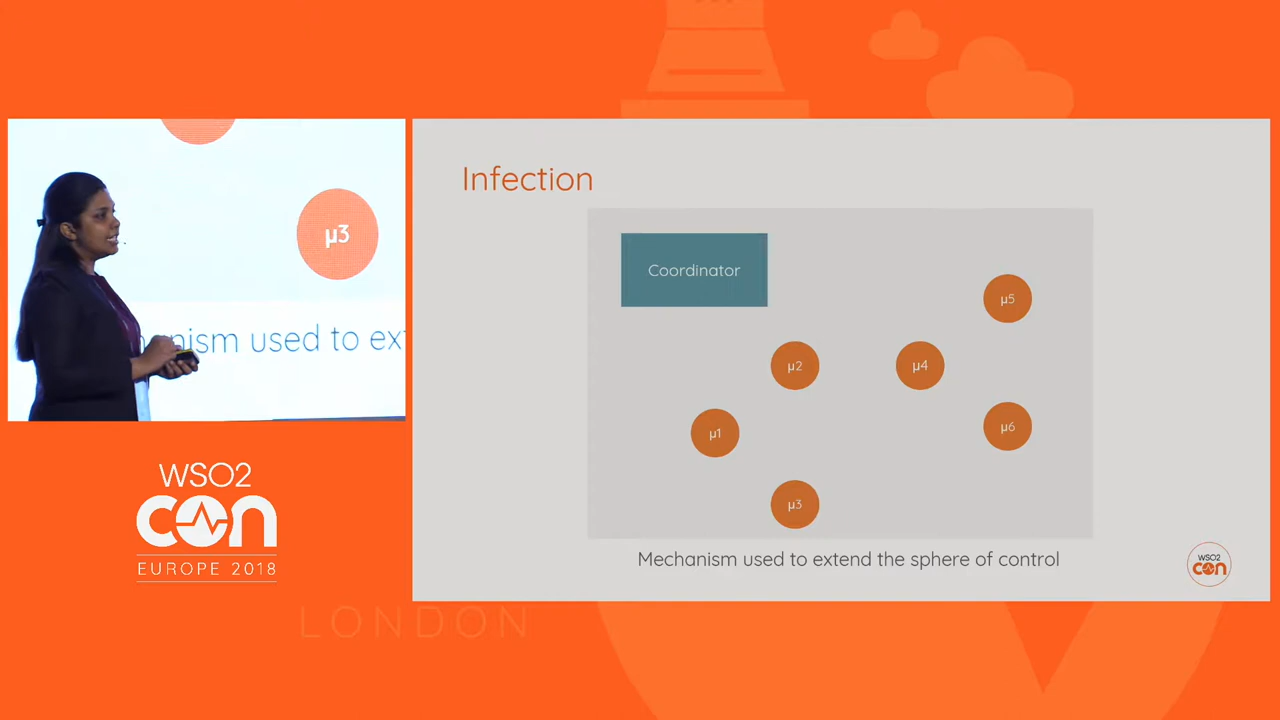 μ3
nism used to ext
WSO2
con
EUROPE 2018
LONDON
Infection
Coordinator
μ5
μ2
μ4
μ1
μ6
μ3
Mechanism used to extend the sphere of control
WSO2
con